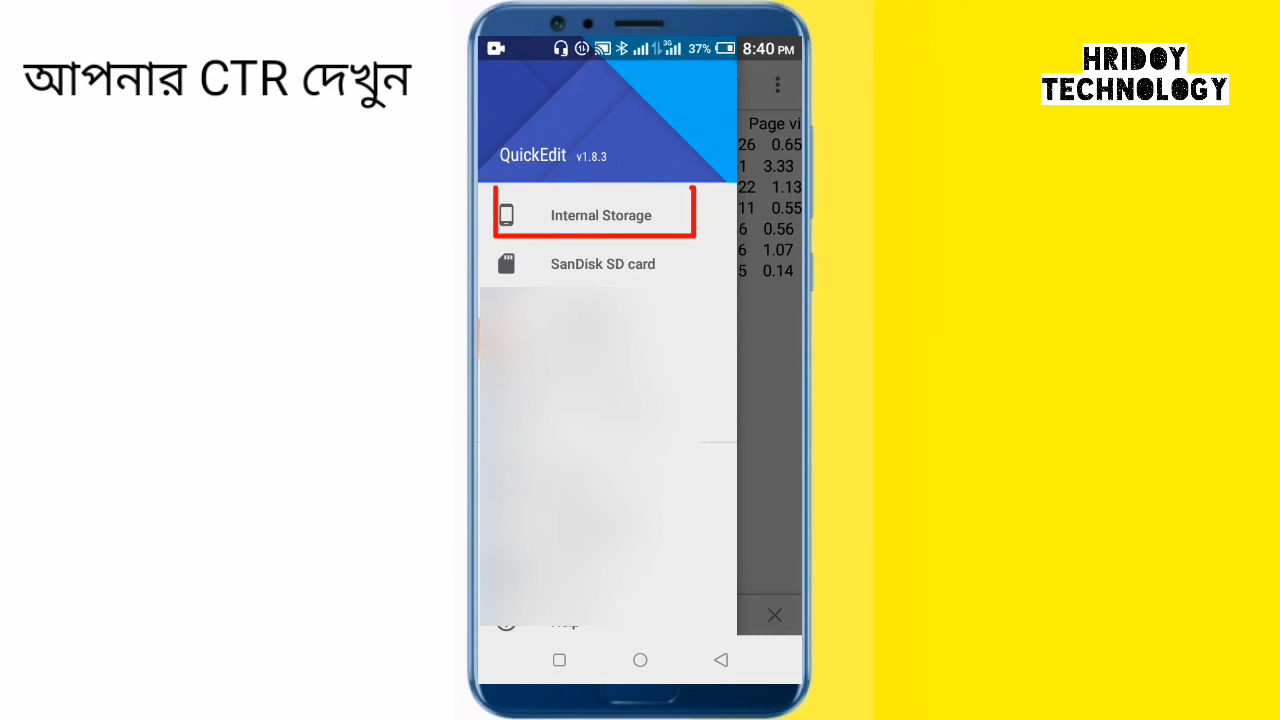 আপনার CTR দেখুন
HRIDOY
TECHNOLOGY
3G 37% 8:40 PM
QuickEdit v1.8.3
Internal Storage
SanDisk SD card
Page vi
26 0.65
1 3.33
22 1.13
11 0.55
6 0.56
6 1.07
5 0.14